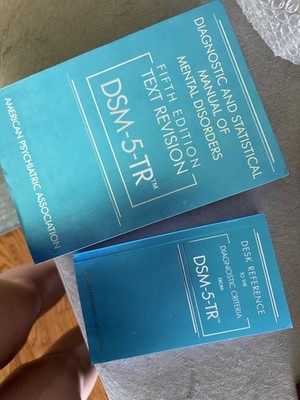 DIAGNOSTIC AND STATISTICAL
MANUAL OF
MENTAL DISORDERS
FIFTH EDITION
TEXT REVISION
DSM-5-TR™
AMERICAN PSYCHIATRIC ASSOCIATION
DESK REFERENCE
TO THE
DIAGNOSTIC CRITERIA
FROM
DSM-5-TR™